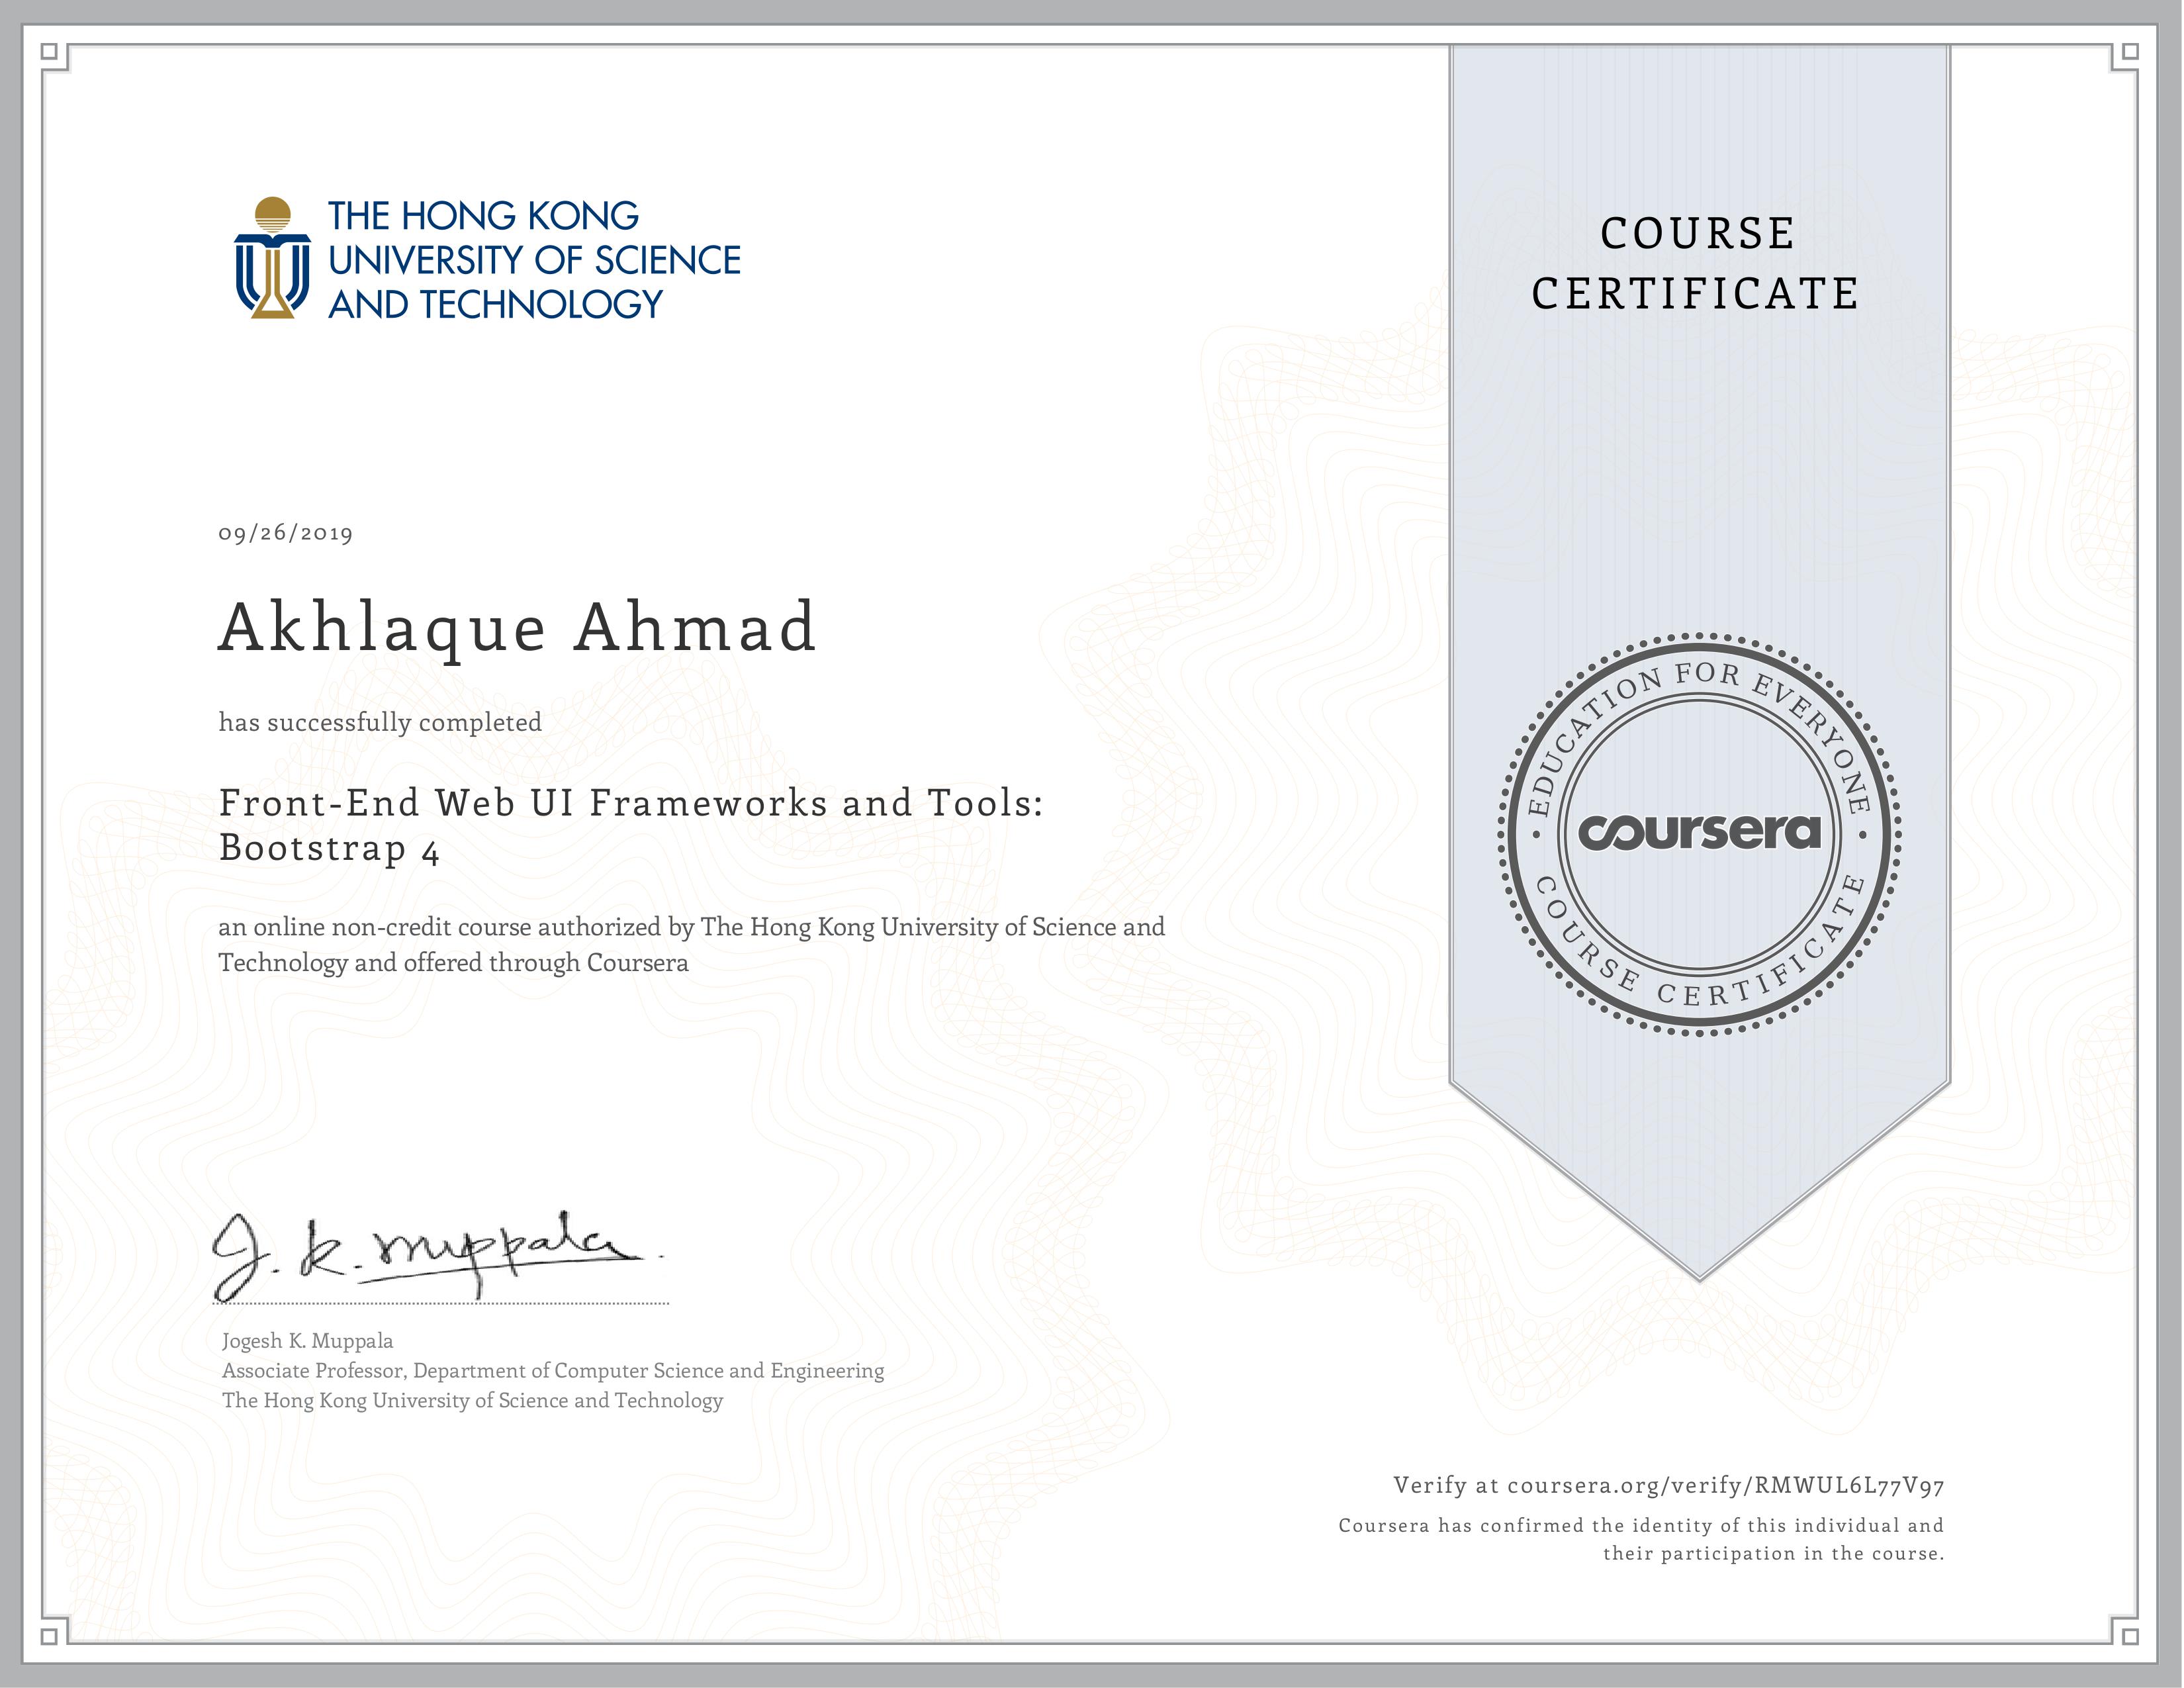 THE HONG KONG
UNIVERSITY OF SCIENCE
AND TECHNOLOGY
COURSE
CERTIFICATE
09/26/2019
Akhlaque Ahmad
has successfully completed
Front-End Web UI Frameworks and Tools:
Bootstrap 4
an online non-credit course authorized by The Hong Kong University of Science and
Technology and offered through Coursera
EDUCATION FOR EVERYONE
coursera
COURSE CERTIFICATE
J. K. Muppala
Jogesh K. Muppala
Associate Professor, Department of Computer Science and Engineering
The Hong Kong University of Science and Technology
Verify at coursera.org/verify/RMWUL6L77V97
Coursera has confirmed the identity of this individual and
their participation in the course.